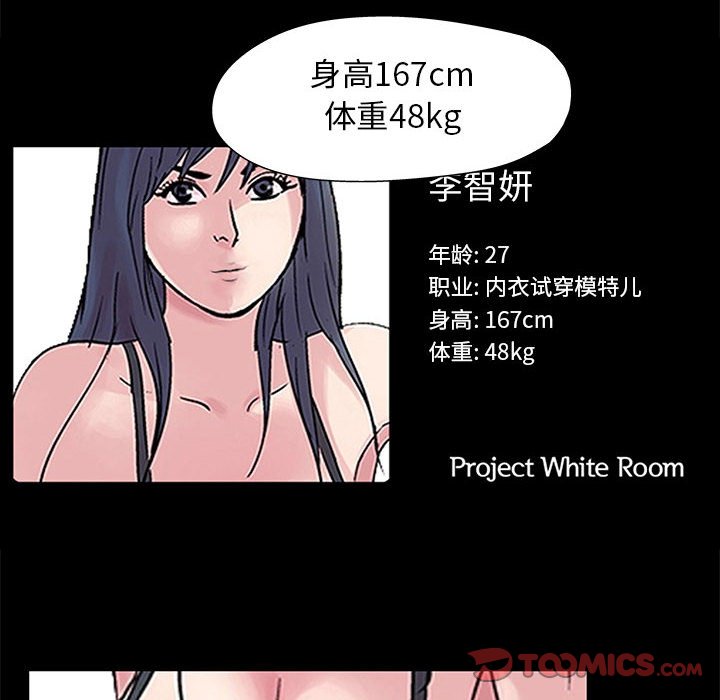 身高167cm
体重48kg
李智妍
年龄: 27
职业: 内衣试穿模特儿
身高: 167cm
体重: 48kg
Project White Room
TOOMICS.COM